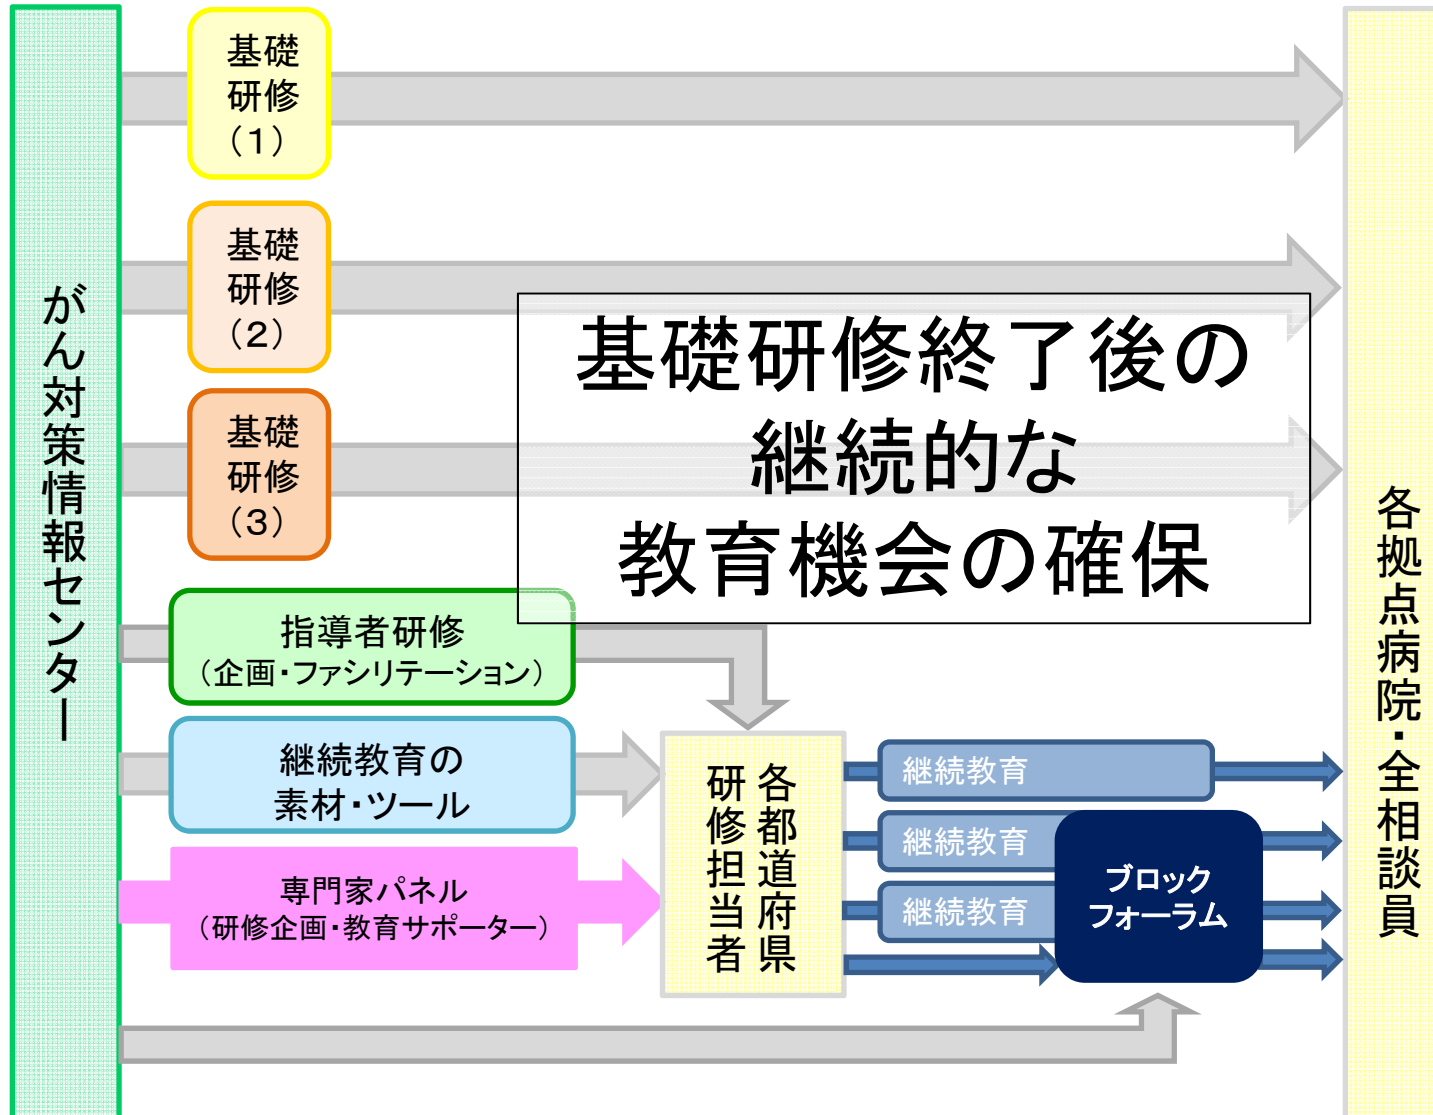 がん対策情報センター
基礎
研修
（１）
基礎
研修
（２）
基礎
研修
（３）
基礎研修終了後の
継続的な
教育機会の確保
指導者研修
（企画・ファシリテーション）
継続教育の
素材・ツール
専門家パネル
（研修企画・教育サポーター）
各都道府県
研修担当者
継続教育
継続教育
継続教育
ブロック
フォーラム
各拠点病院・全相談員